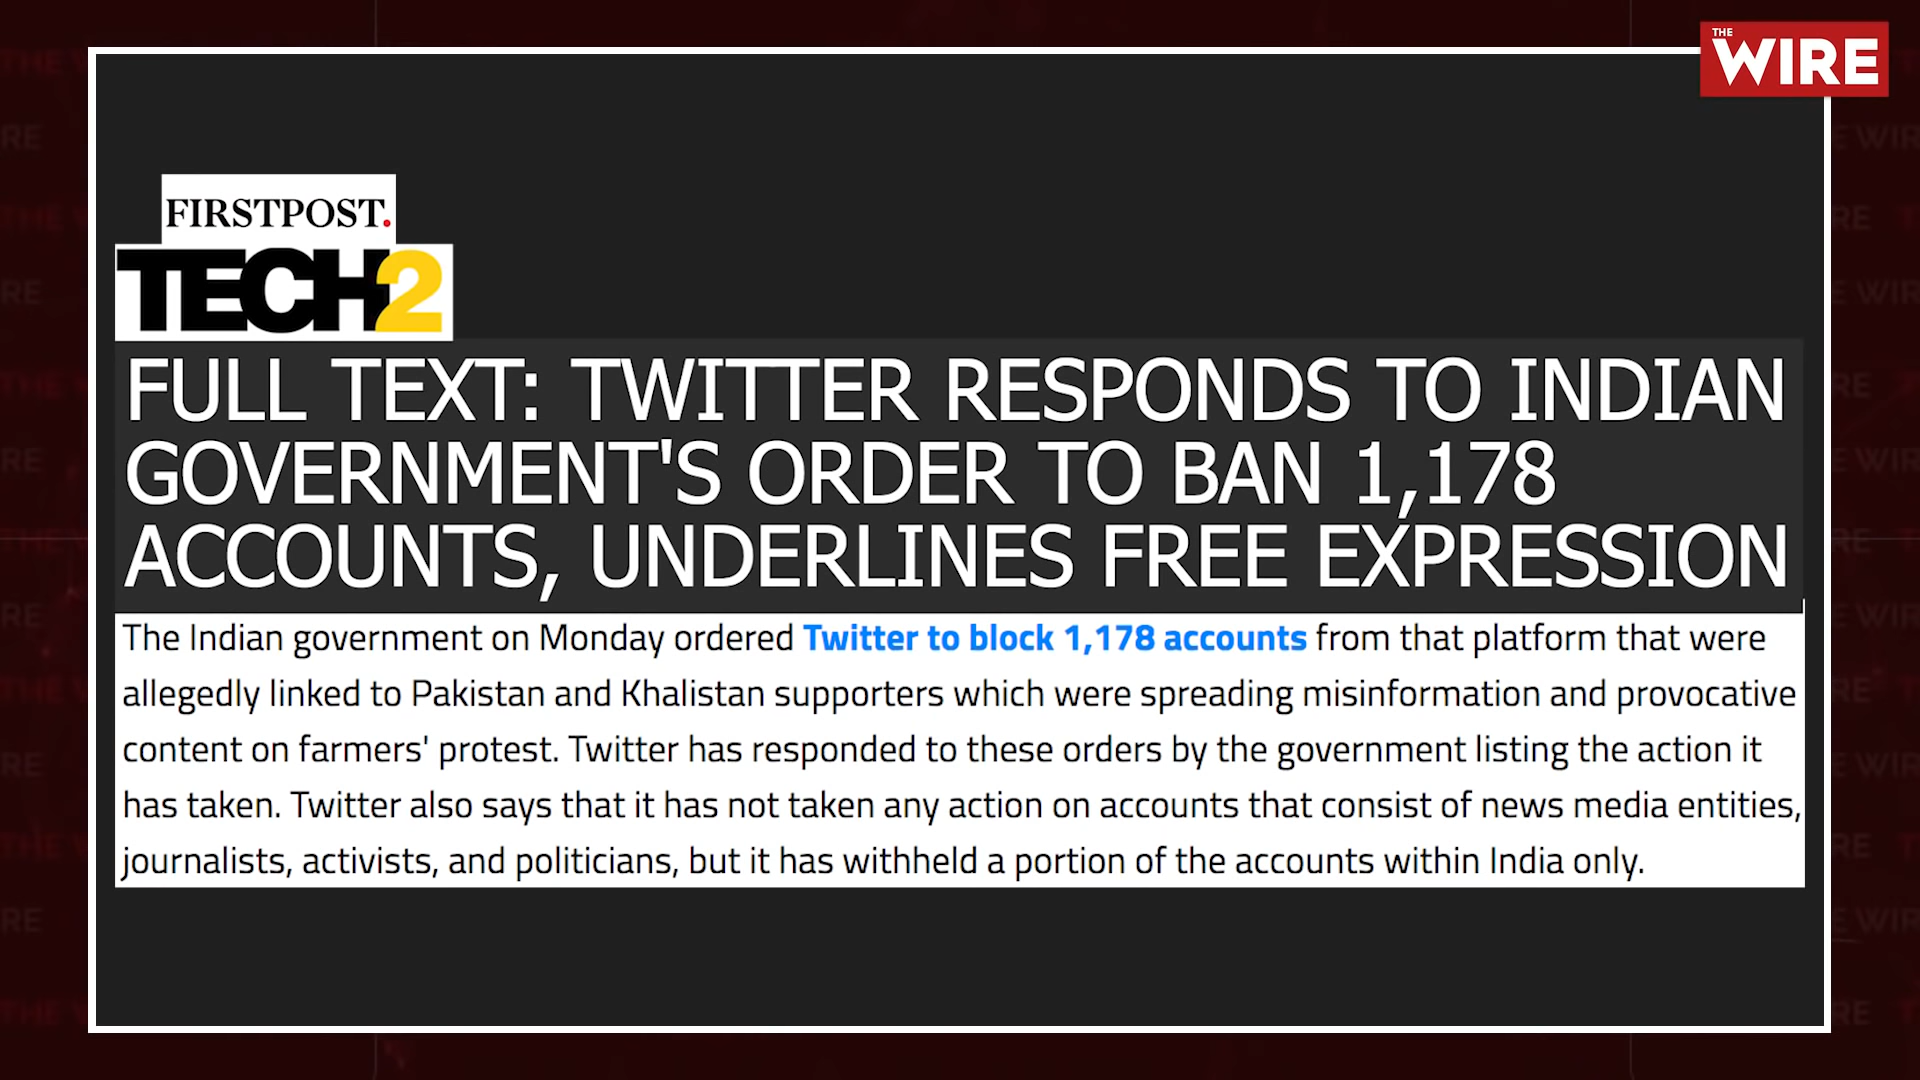 THE
WIRE
FIRSTPOST.
TECH2
FULL TEXT: TWITTER RESPONDS TO INDIAN
GOVERNMENT'S ORDER TO BAN 1,178
ACCOUNTS, UNDERLINES FREE EXPRESSION
The Indian government on Monday ordered Twitter to block 1,178 accounts from that platform that were
allegedly linked to Pakistan and Khalistan supporters which were spreading misinformation and provocative
content on farmers' protest. Twitter has responded to these orders by the government listing the action it
has taken. Twitter also says that it has not taken any action on accounts that consist of news media entities,
journalists, activists, and politicians, but it has withheld a portion of the accounts within India only.